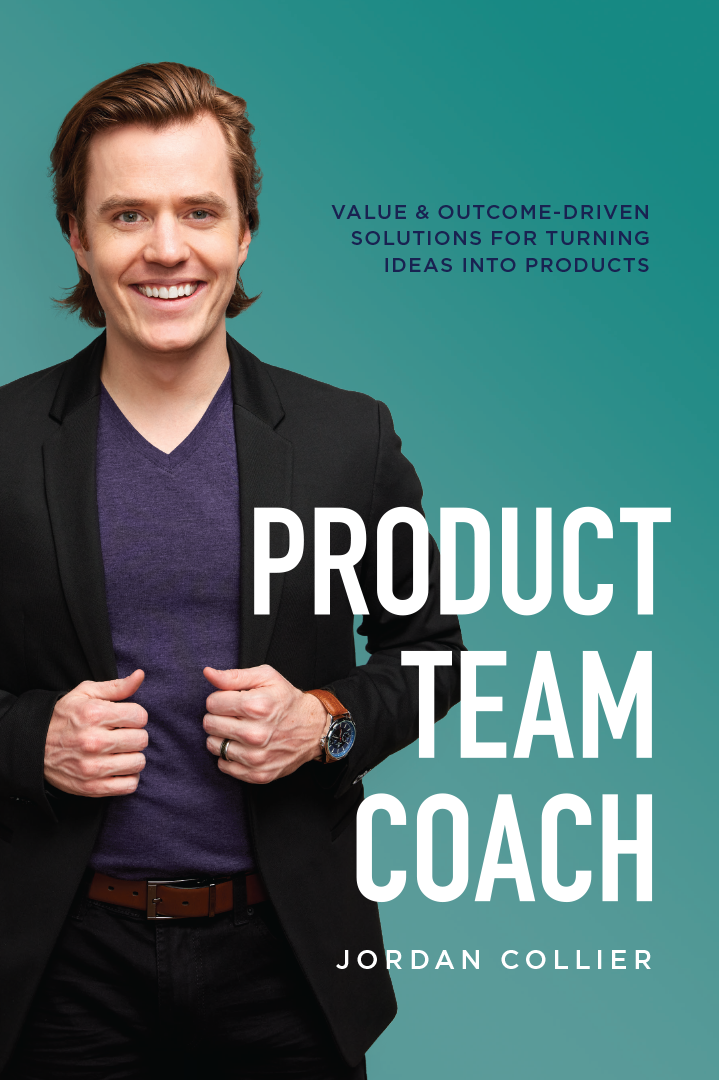 VALUE & OUTCOME-DRIVEN
SOLUTIONS FOR TURNING
IDEAS INTO PRODUCTS
PRODUCT
TEAM
COACH
JORDAN COLLIER